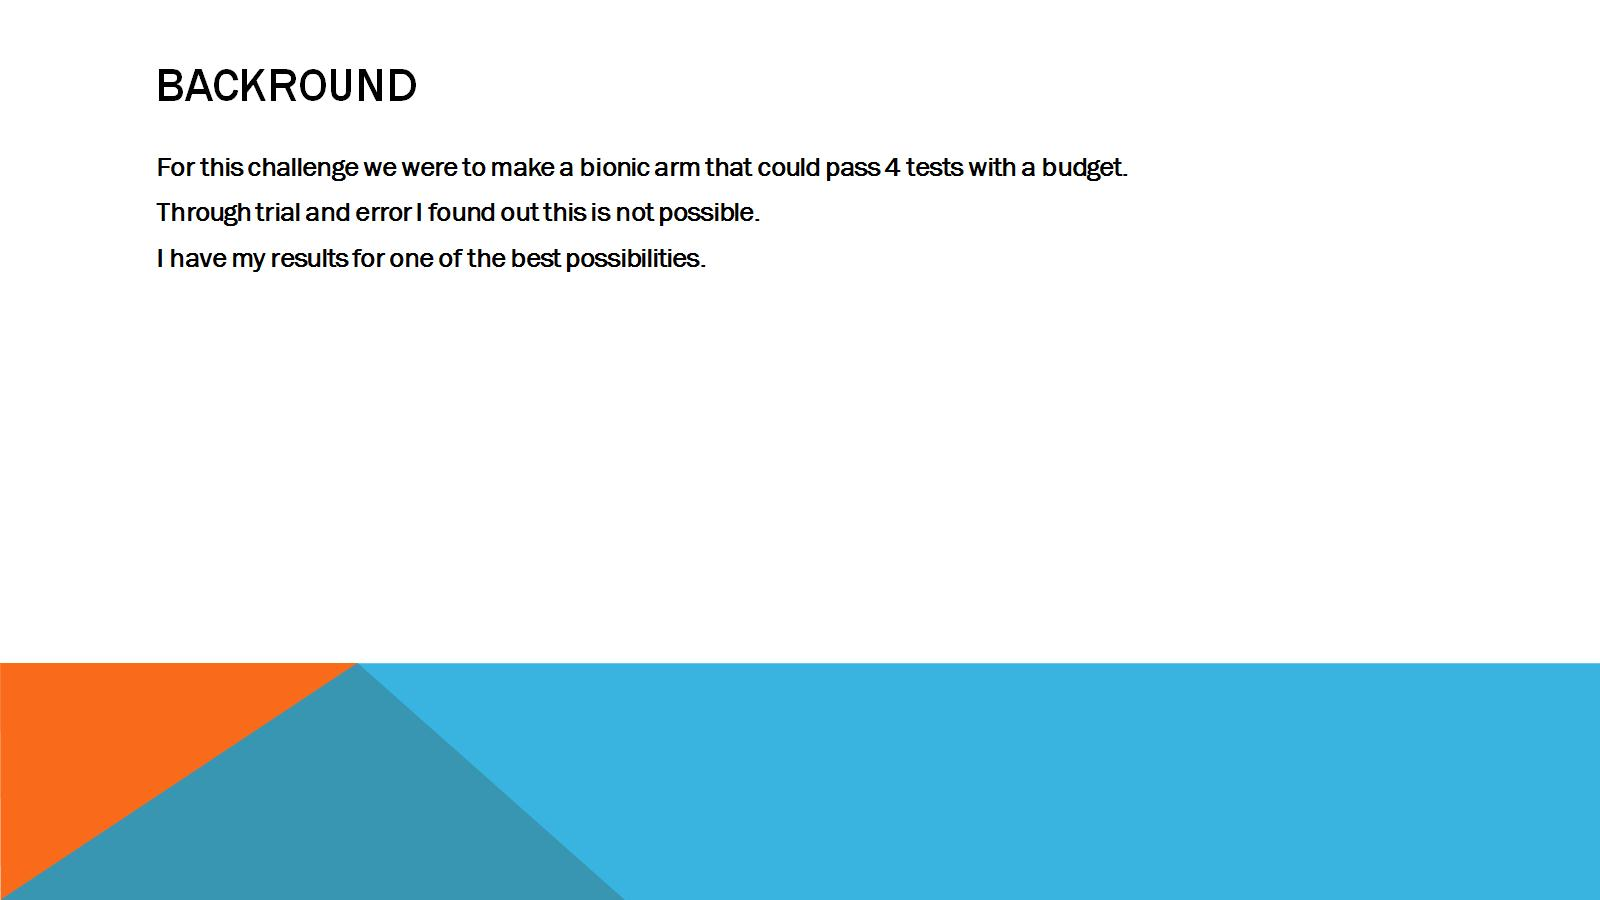 BACKROUND
For this challenge we were to make a bionic arm that could pass 4 tests with a budget.
Through trial and error I found out this is not possible.
I have my results for one of the best possibilities.